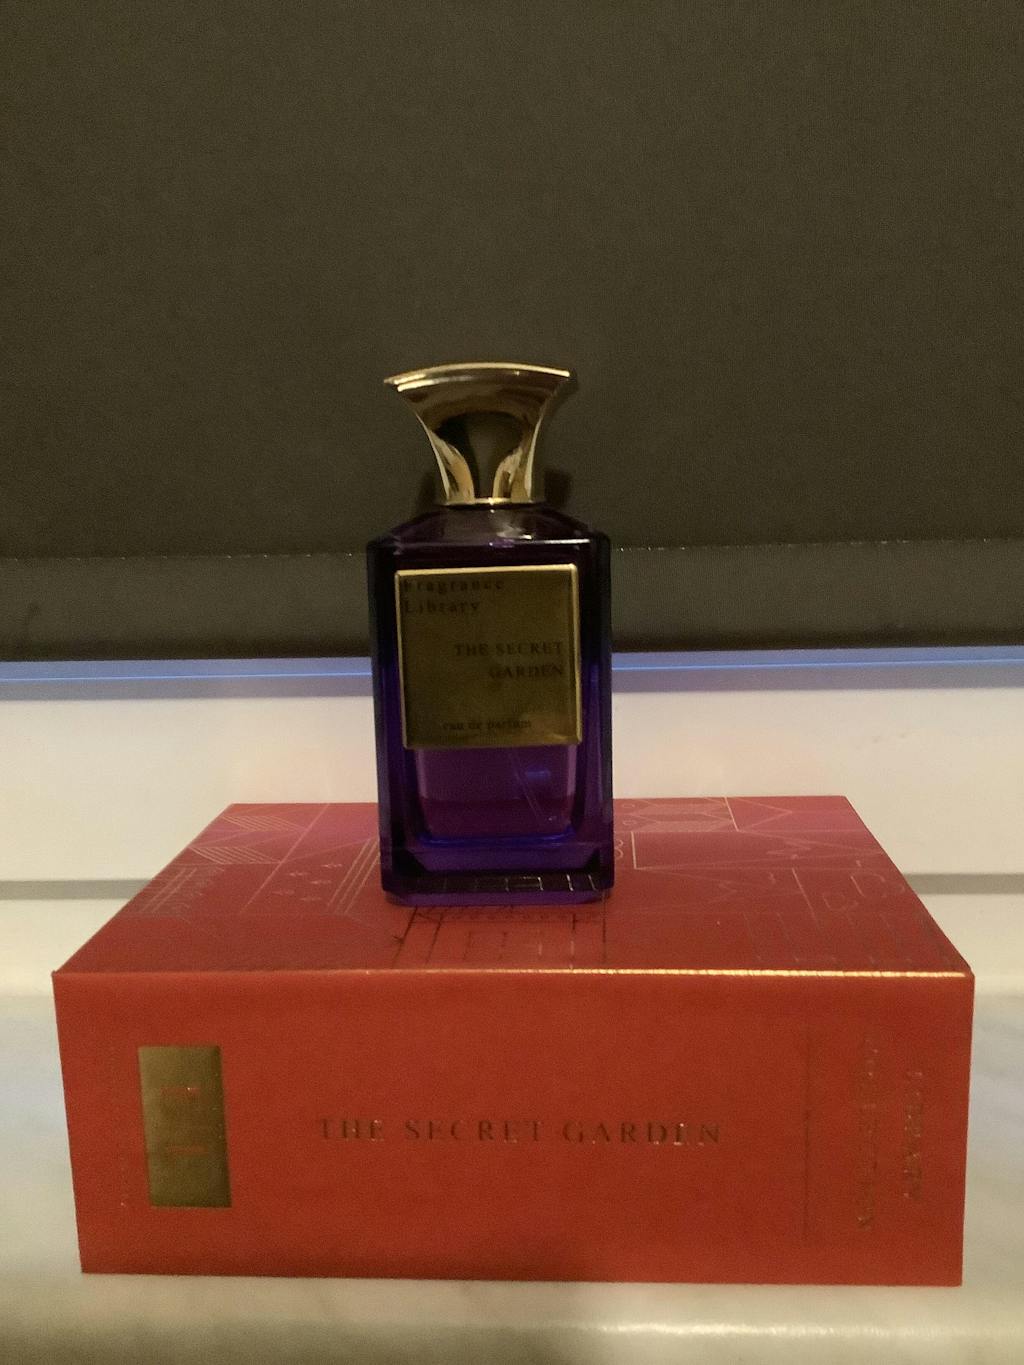 Fragrance
Library
THE SECRET
GARDEN
eau de parfum
THE SECRET GARDEN